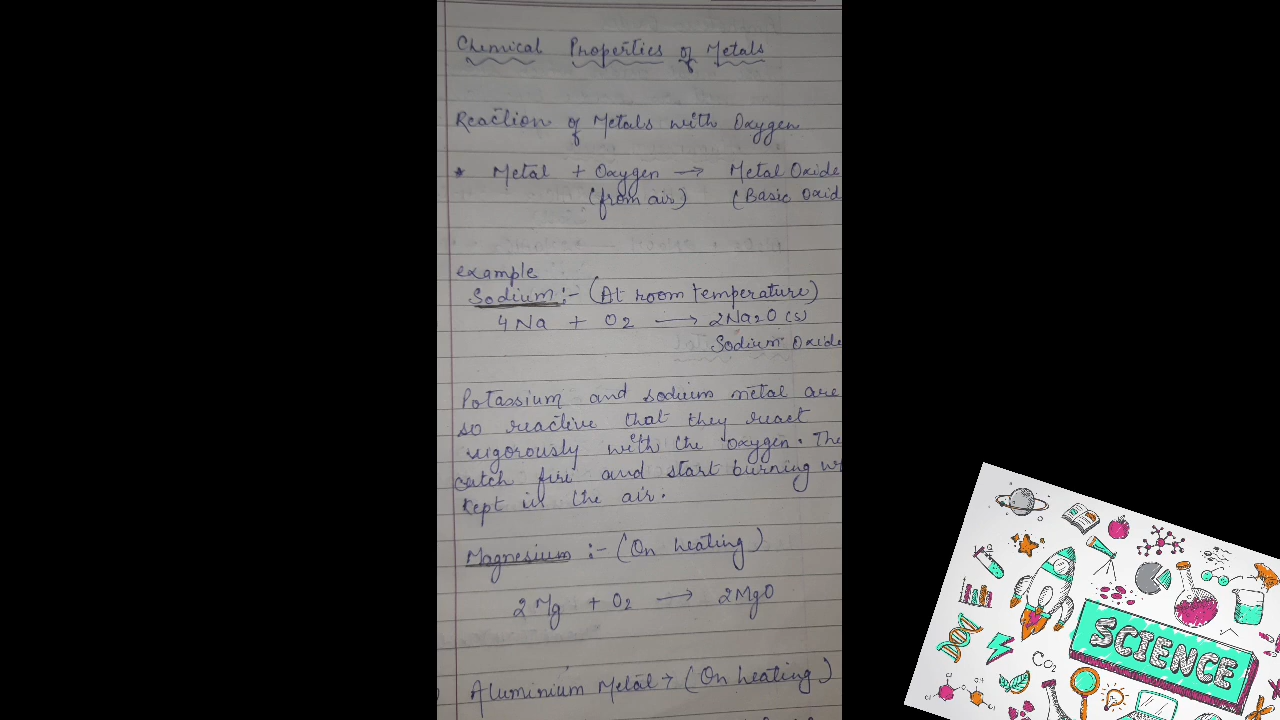 Chemical Properties of Metals
Reaction of Metals with Oxygen
* Metal + Oxygen → Metal Oxide
(from air) (Basic Oxid
example
Sodium :- (At room temperature)
4Na + O2 → 2Na2O (s)
Sodium Oxide
Potassium and sodium metal are
so reactive that they react
vigorously with the oxygen. The
catch fire and start burning w
kept in the air.
Magnesium :- (On heating)
2Mg + O2 → 2MgO
Aluminium Metal → (On heating)
SCIENCE
CO2